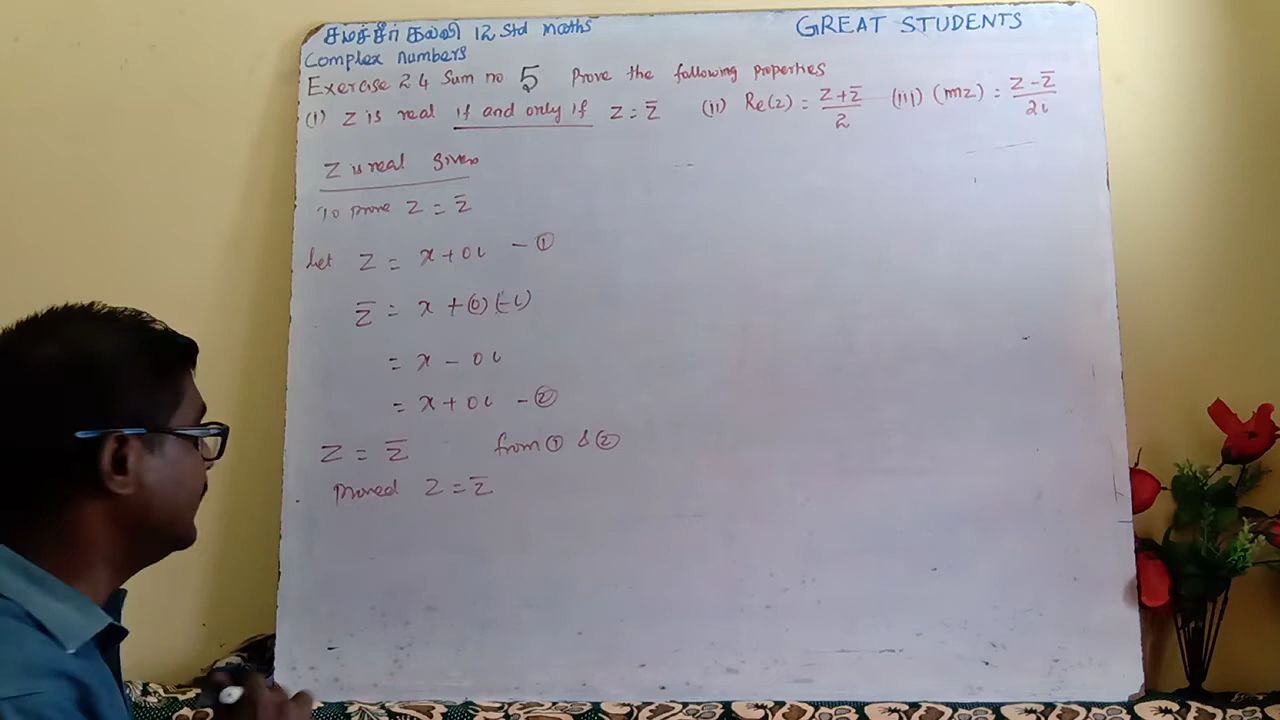 சமச்சீர் கல்வி 12 std maths
GREAT STUDENTS
Complex numbers
Exercise 2 4 Sum no 5 Prove the following properties
(i) Z is real if and only if Z = z̄ (ii) Re(z) = (Z + z̄)/2 (iii) (mz) = (Z - z̄)/2i
Z is real given
To prove Z = z̄
Let Z = x + 0i - ①
z̄ = x + (0)(-i)
= x - 0i
= x + 0i - ②
Z = z̄ from ① & ②
Proved Z = z̄